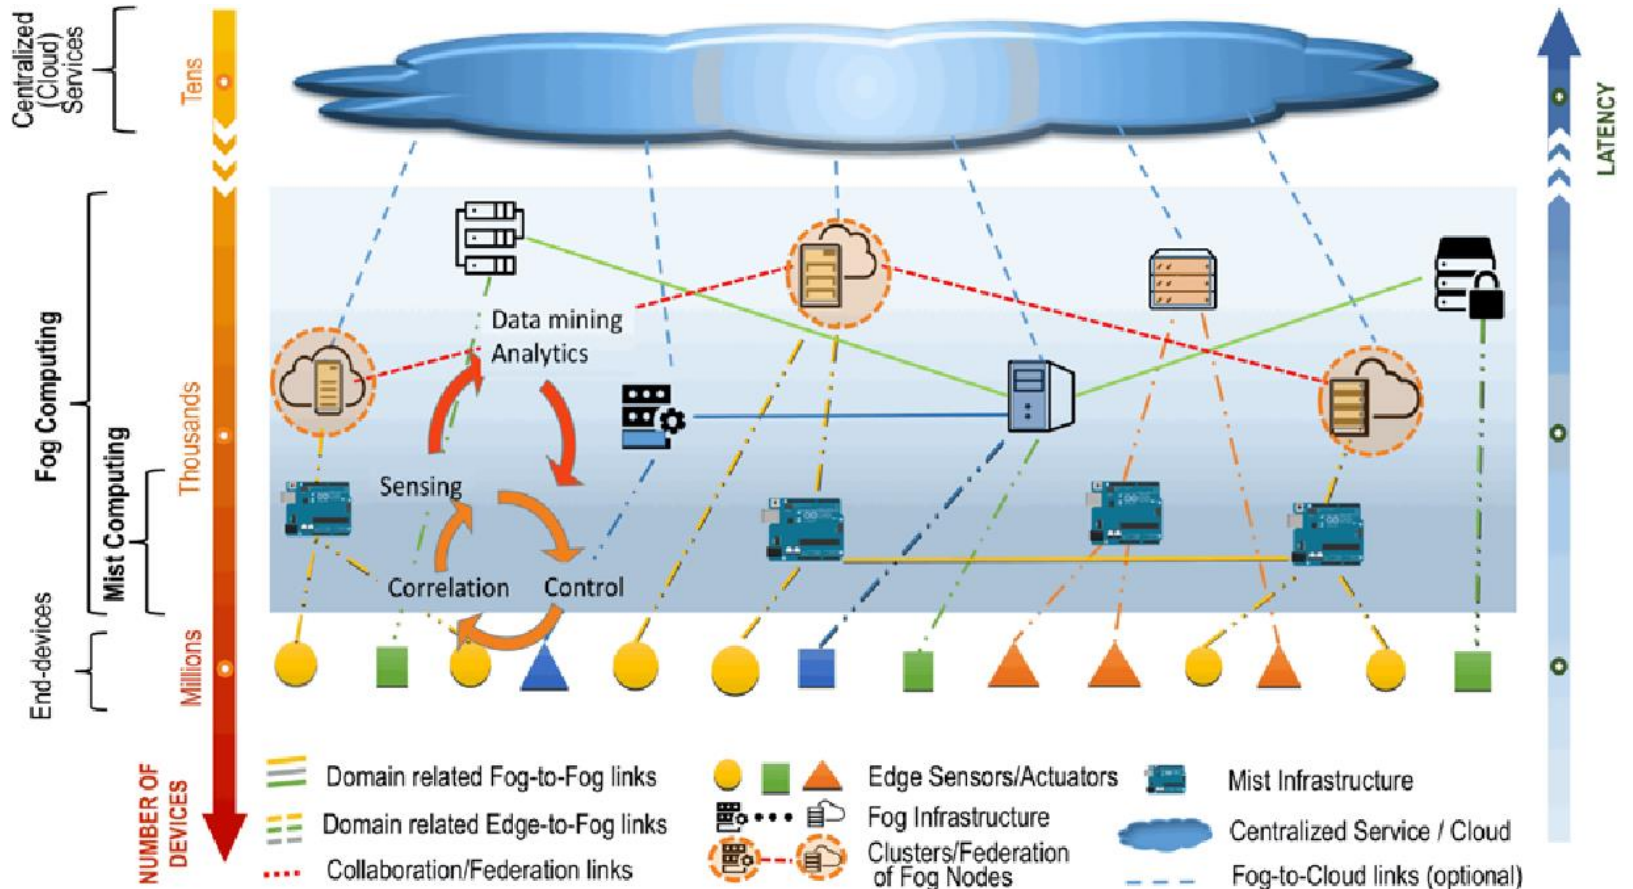 Centralized
(Cloud)
Services
Tens
LATENCY
Fog Computing
Data mining
Analytics
Thousands
Mist Computing
Sensing
Correlation
Control
End-devices
Millions
NUMBER OF
DEVICES
Domain related Fog-to-Fog links
Domain related Edge-to-Fog links
Collaboration/Federation links
Edge Sensors/Actuators
Fog Infrastructure
Clusters/Federation
of Fog Nodes
Mist Infrastructure
Centralized Service / Cloud
Fog-to-Cloud links (optional)